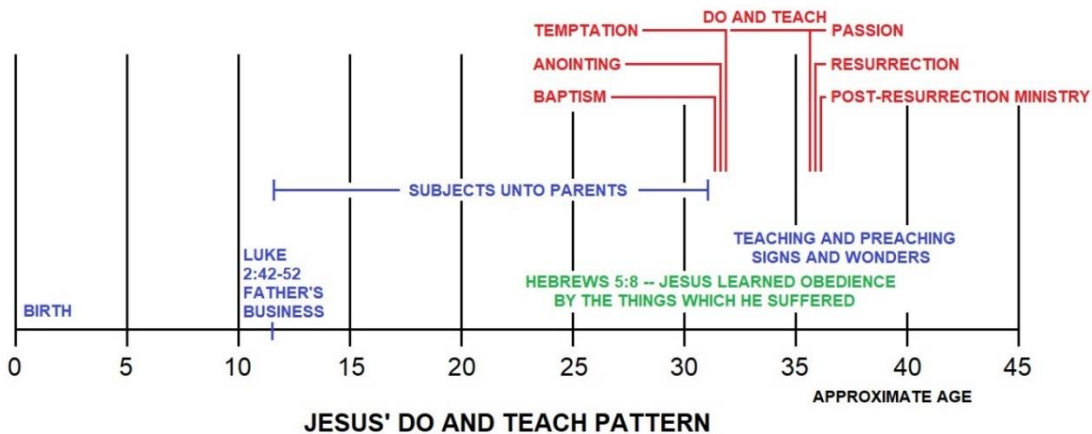 DO AND TEACH
TEMPTATION
PASSION
ANOINTING
RESURRECTION
BAPTISM
POST-RESURRECTION MINISTRY
SUBJECTS UNTO PARENTS
LUKE
2:42-52
FATHER'S
BUSINESS
TEACHING AND PREACHING
SIGNS AND WONDERS
HEBREWS 5:8 -- JESUS LEARNED OBEDIENCE
BY THE THINGS WHICH HE SUFFERED
BIRTH
0 5 10 15 20 25 30 35 40 45
APPROXIMATE AGE
JESUS' DO AND TEACH PATTERN